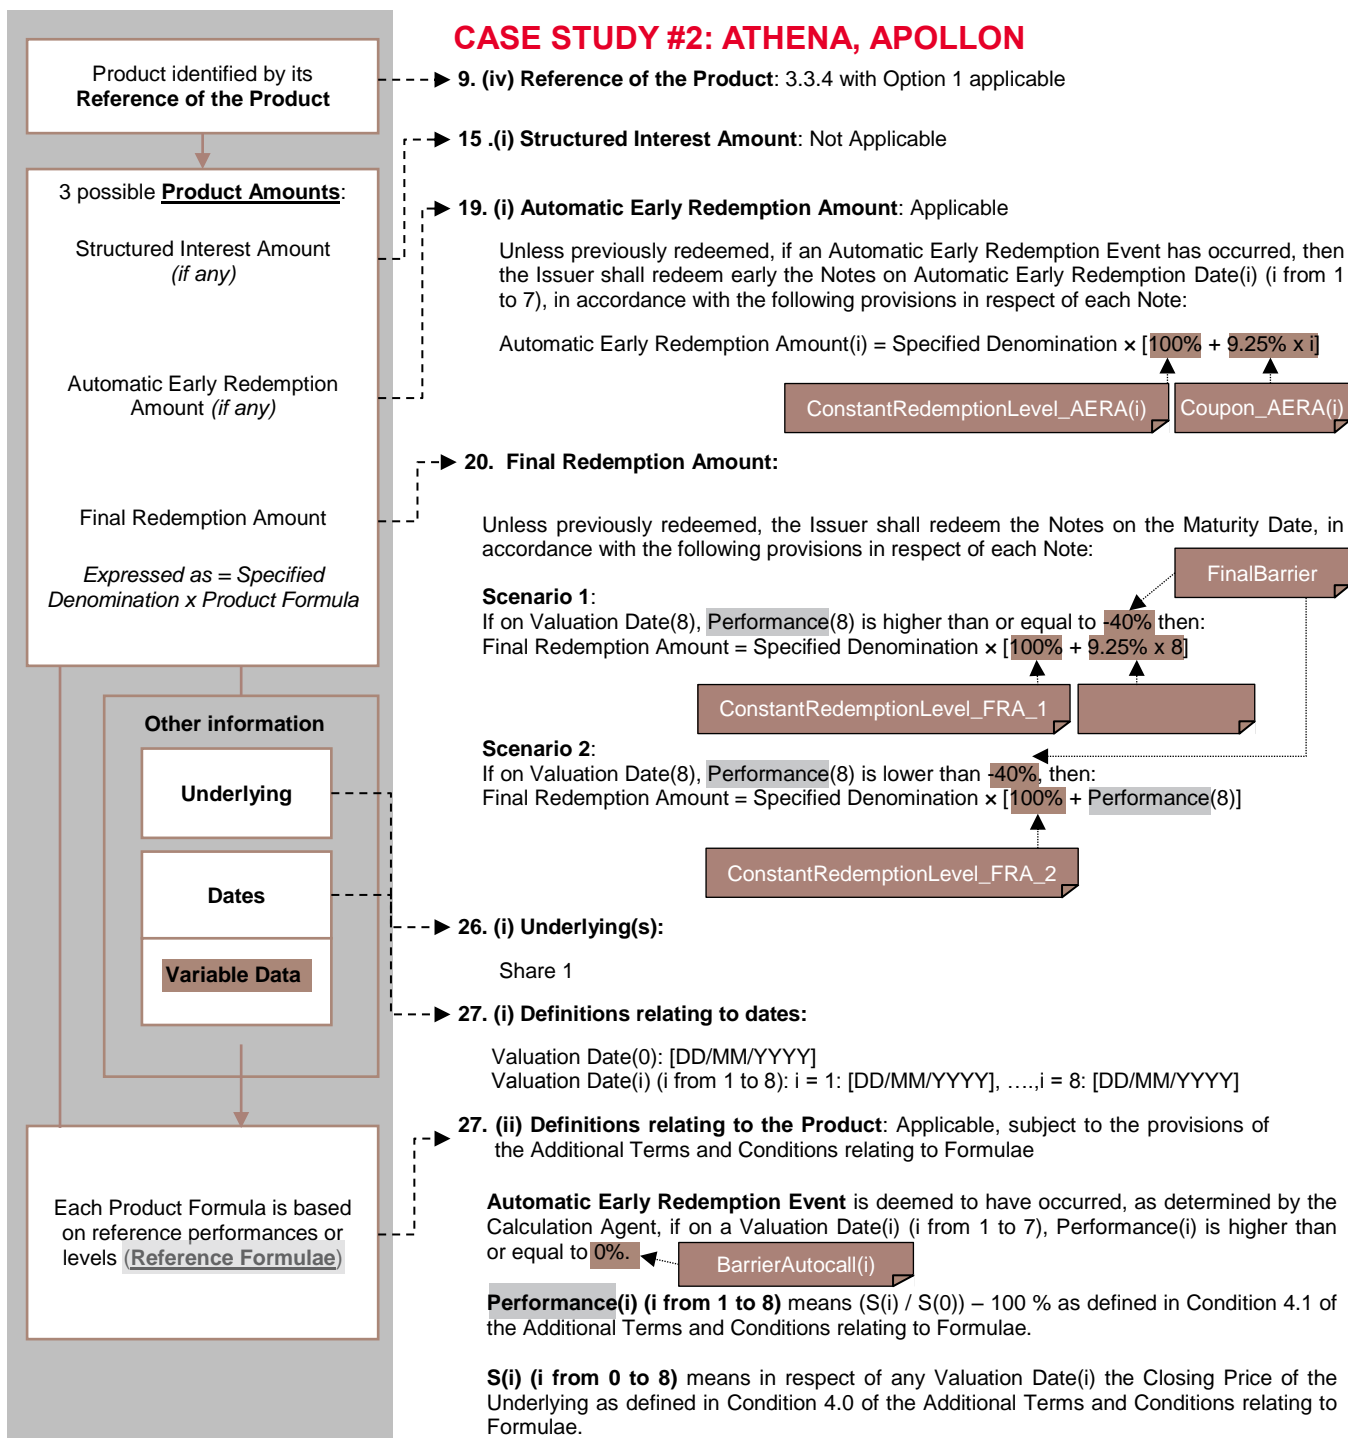 CASE STUDY #2: ATHENA, APOLLON
Product identified by its
Reference of the Product
9. (iv) Reference of the Product: 3.3.4 with Option 1 applicable
15 .(i) Structured Interest Amount: Not Applicable
3 possible Product Amounts:
Structured Interest Amount
(if any)
Automatic Early Redemption
Amount (if any)
Final Redemption Amount
Expressed as = Specified
Denomination x Product Formula
19. (i) Automatic Early Redemption Amount: Applicable
Unless previously redeemed, if an Automatic Early Redemption Event has occurred, then
the Issuer shall redeem early the Notes on Automatic Early Redemption Date(i) (i from 1
to 7), in accordance with the following provisions in respect of each Note:
Automatic Early Redemption Amount(i) = Specified Denomination × [100% + 9.25% x i]
ConstantRedemptionLevel_AERA(i)
Coupon_AERA(i)
20. Final Redemption Amount:
Unless previously redeemed, the Issuer shall redeem the Notes on the Maturity Date, in
accordance with the following provisions in respect of each Note:
FinalBarrier
Scenario 1:
If on Valuation Date(8), Performance(8) is higher than or equal to -40% then:
Final Redemption Amount = Specified Denomination × [100% + 9.25% x 8]
ConstantRedemptionLevel_FRA_1
Scenario 2:
If on Valuation Date(8), Performance(8) is lower than -40%, then:
Final Redemption Amount = Specified Denomination × [100% + Performance(8)]
ConstantRedemptionLevel_FRA_2
Other information
Underlying
Dates
Variable Data
26. (i) Underlying(s):
Share 1
27. (i) Definitions relating to dates:
Valuation Date(0): [DD/MM/YYYY]
Valuation Date(i) (i from 1 to 8): i = 1: [DD/MM/YYYY], ….,i = 8: [DD/MM/YYYY]
27. (ii) Definitions relating to the Product: Applicable, subject to the provisions of
the Additional Terms and Conditions relating to Formulae
Each Product Formula is based
on reference performances or
levels (Reference Formulae)
Automatic Early Redemption Event is deemed to have occurred, as determined by the
Calculation Agent, if on a Valuation Date(i) (i from 1 to 7), Performance(i) is higher than
or equal to 0%.
BarrierAutocall(i)
Performance(i) (i from 1 to 8) means (S(i) / S(0)) – 100 % as defined in Condition 4.1 of
the Additional Terms and Conditions relating to Formulae.
S(i) (i from 0 to 8) means in respect of any Valuation Date(i) the Closing Price of the
Underlying as defined in Condition 4.0 of the Additional Terms and Conditions relating to
Formulae.